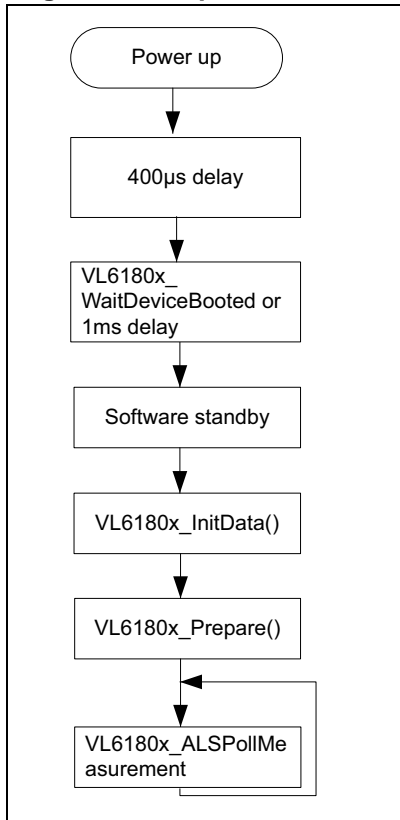 Power up
400µs delay
VL6180x_
WaitDeviceBooted or
1ms delay
Software standby
VL6180x_InitData()
VL6180x_Prepare()
VL6180x_ALSPollMe
asurement